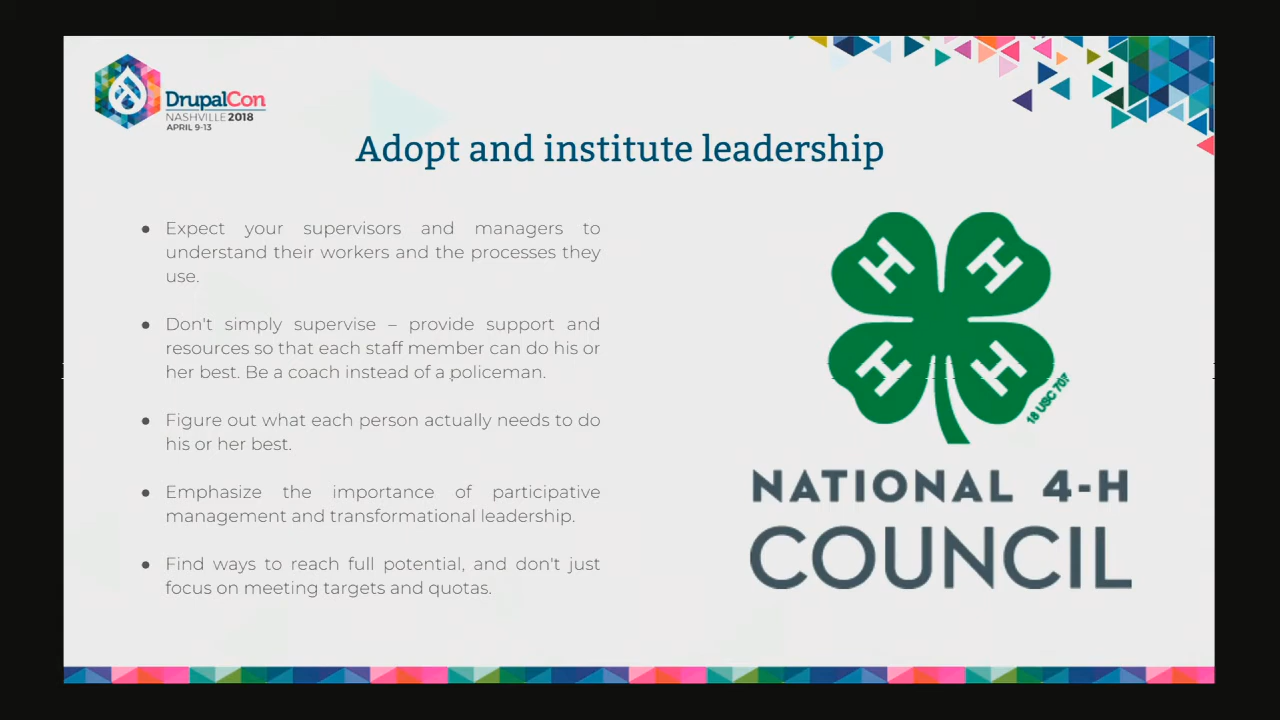 DrupalCon
NASHVILLE 2018
APRIL 9-13
Adopt and institute leadership
● Expect your supervisors and managers to
understand their workers and the processes they
use.
● Don't simply supervise – provide support and
resources so that each staff member can do his or
her best. Be a coach instead of a policeman.
● Figure out what each person actually needs to do
his or her best.
● Emphasize the importance of participative
management and transformational leadership.
● Find ways to reach full potential, and don't just
focus on meeting targets and quotas.
H H
H H
18 USC 707
NATIONAL 4-H
COUNCIL